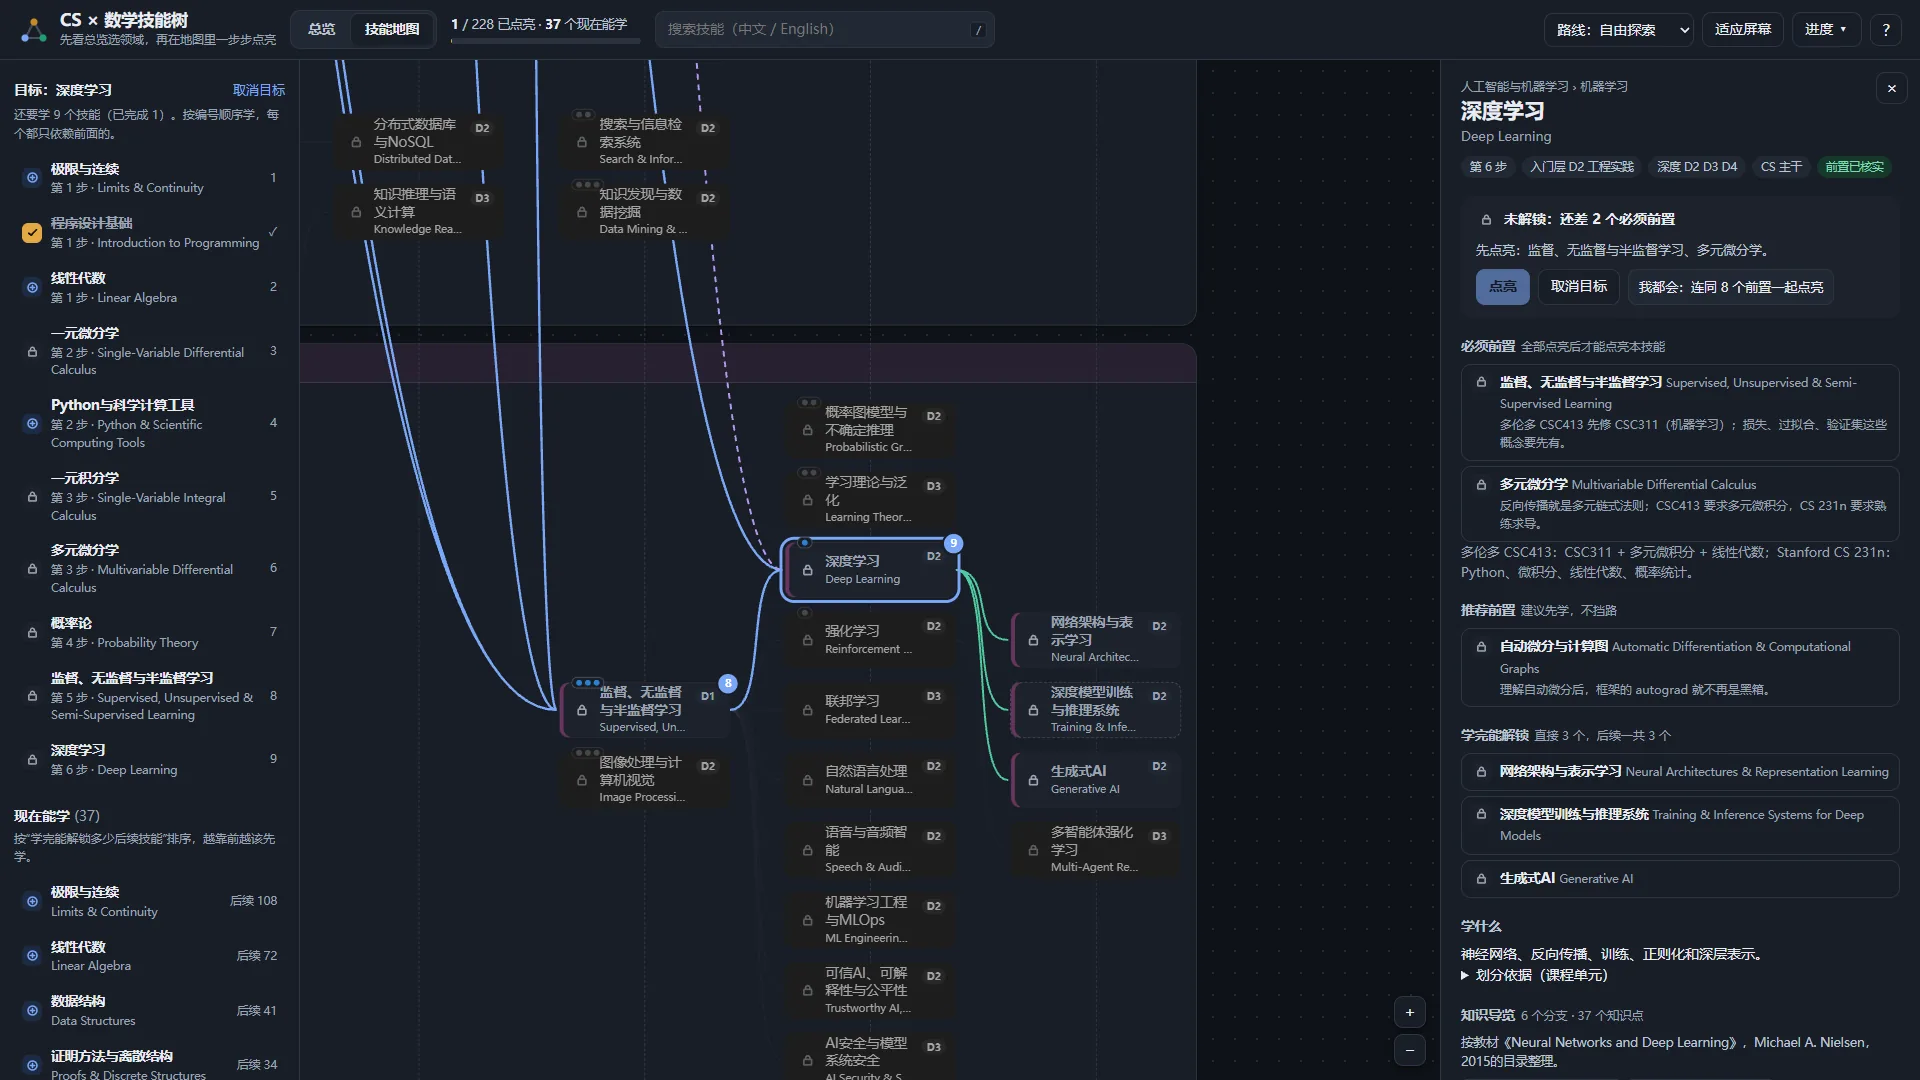 CS × 数学技能树
先看总览选领域，再在地图里一步步点亮
总览
技能地图
1 / 228 已点亮 · 37 个现在能学
搜索技能（中文 / English）
/
路线：自由探索
适应屏幕
进度 ▼
?
目标：深度学习
取消目标
还要学 9 个技能（已完成 1）。按编号顺序学，每
个都只依赖前面的。
极限与连续
第 1 步 · Limits & Continuity
1
程序设计基础
第 1 步 · Introduction to Programming
✓
线性代数
第 1 步 · Linear Algebra
2
一元微分学
第 2 步 · Single-Variable Differential
Calculus
3
Python与科学计算工具
第 2 步 · Python & Scientific
Computing Tools
4
一元积分学
第 3 步 · Single-Variable Integral
Calculus
5
多元微分学
第 3 步 · Multivariable Differential
Calculus
6
概率论
第 4 步 · Probability Theory
7
监督、无监督与半监督学习
第 5 步 · Supervised, Unsupervised &
Semi-Supervised Learning
8
深度学习
第 6 步 · Deep Learning
9
现在能学 (37)
按“学完能解锁多少后续技能”排序，越靠前越该先
学。
极限与连续
Limits & Continuity
后续 108
线性代数
Linear Algebra
后续 72
数据结构
Data Structures
后续 41
证明方法与离散结构
Proofs & Discrete Structures
后续 34
分布式数据库
与NoSQL
Distributed Dat...
D2
搜索与信息检
索系统
Search & Infor...
D2
知识推理与语
义计算
Knowledge Rea...
D3
知识发现与数
据挖掘
Data Mining & ...
D2
概率图模型与
不确定推理
Probabilistic Gr...
D2
学习理论与泛
化
Learning Theor...
D3
深度学习
Deep Learning
D2
9
强化学习
Reinforcement ...
D2
网络架构与表
示学习
Neural Architec...
D2
监督、无监督
与半监督学习
Supervised, Un...
D1
8
联邦学习
Federated Lear...
D3
深度模型训练
与推理系统
Training & Infe...
D2
图像处理与计
算机视觉
Image Processi...
D2
自然语言处理
Natural Langua...
D2
生成式AI
Generative AI
D2
语音与音频智
能
Speech & Audi...
D2
多智能体强化
学习
Multi-Agent Re...
D3
机器学习工程
与MLOps
ML Engineerin...
D2
可信AI、可解
释性与公平性
Trustworthy AI,...
D2
AI安全与模型
系统安全
AI Security & S...
D3
+
−
人工智能与机器学习 › 机器学习
×
深度学习
Deep Learning
第 6 步
入门层 D2 工程实践
深度 D2 D3 D4
CS 主干
前置已核实
未解锁：还差 2 个必须前置
先点亮：监督、无监督与半监督学习、多元微分学。
点亮
取消目标
我都会：连同 8 个前置一起点亮
必须前置 全部点亮后才能点亮本技能
监督、无监督与半监督学习 Supervised, Unsupervised & Semi-
Supervised Learning
多伦多 CSC413 先修 CSC311（机器学习）；损失、过拟合、验证集这些
概念要先有。
多元微分学 Multivariable Differential Calculus
反向传播就是多元链式法则；CSC413 要求多元微积分，CS 231n 要求熟
练求导。
多伦多 CSC413：CSC311 + 多元微积分 + 线性代数；Stanford CS 231n：
Python、微积分、线性代数、概率统计。
推荐前置 建议先学，不挡路
自动微分与计算图 Automatic Differentiation & Computational
Graphs
理解自动微分后，框架的 autograd 就不再是黑箱。
学完能解锁 直接 3 个，后续一共 3 个
网络架构与表示学习 Neural Architectures & Representation Learning
深度模型训练与推理系统 Training & Inference Systems for Deep
Models
生成式AI Generative AI
学什么
神经网络、反向传播、训练、正则化和深层表示。
▶ 划分依据（课程单元）
知识导览 6 个分支 · 37 个知识点
按教材《Neural Networks and Deep Learning》，Michael A. Nielsen，
2015的目录整理。